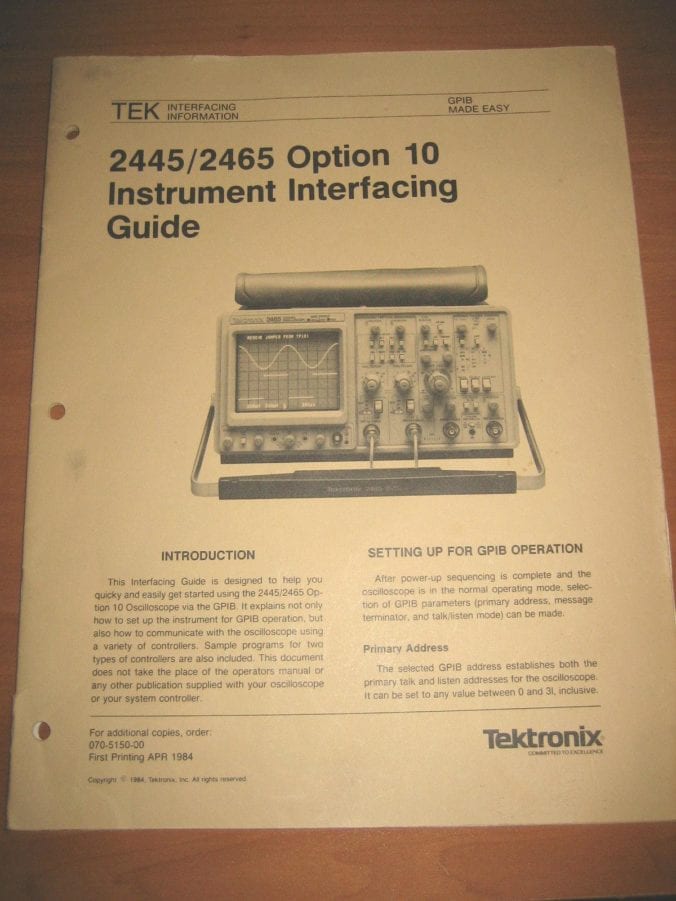 TEK INTERFACING
INFORMATION
GPIB
MADE EASY
2445/2465 Option 10
Instrument Interfacing
Guide
Tektronix 2465
Tektronix 2465
INTRODUCTION
This Interfacing Guide is designed to help you
quickly and easily get started using the 2445/2465 Op-
tion 10 Oscilloscope via the GPIB. It explains not only
how to set up the instrument for GPIB operation, but
also how to communicate with the oscilloscope using
a variety of controllers. Sample programs for two
types of controllers are also included. This document
does not take the place of the operators manual or
any other publication supplied with your oscilloscope
or your system controller.
SETTING UP FOR GPIB OPERATION
After power-up sequencing is complete and the
oscilloscope is in the normal operating mode, selec-
tion of GPIB parameters (primary address, message
terminator, and talk/listen mode) can be made.
Primary Address
The selected GPIB address establishes both the
primary talk and listen addresses for the oscilloscope.
It can be set to any value between 0 and 3l, inclusive.
For additional copies, order:
070-5150-00
First Printing APR 1984
Copyright © 1984, Tektronix, Inc. All rights reserved
Tektronix®
COMMITTED TO EXCELLENCE